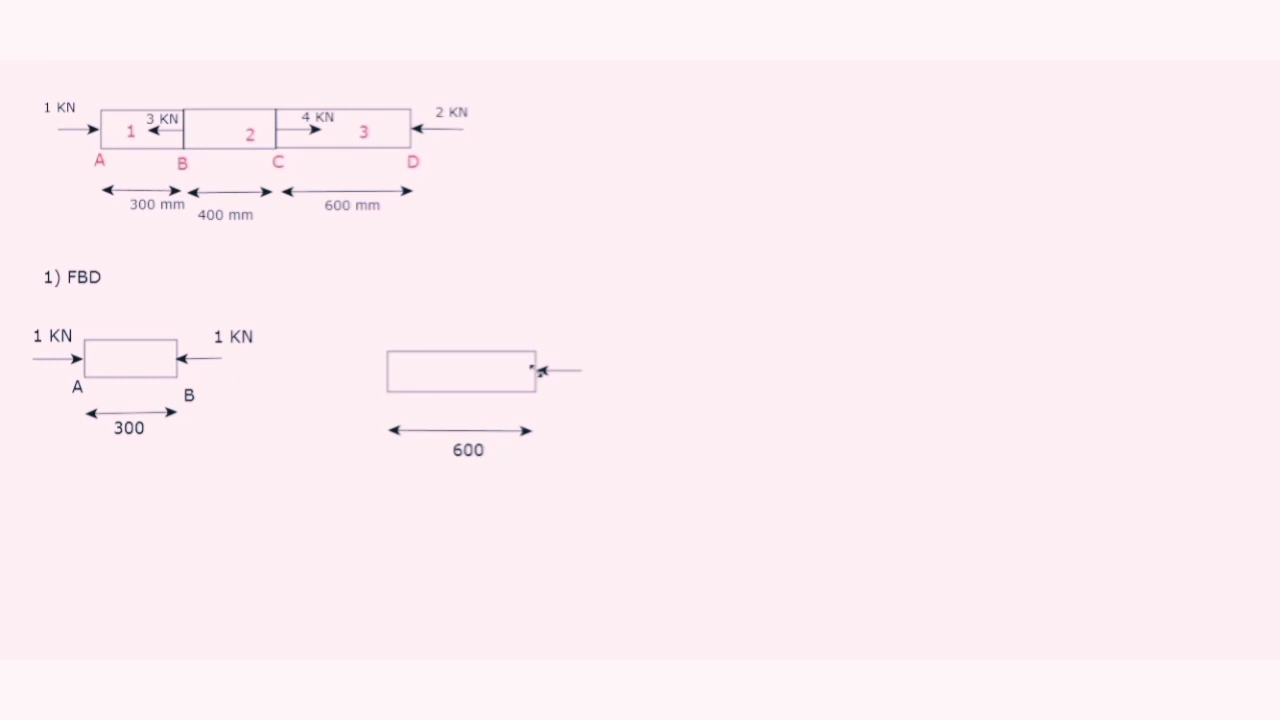 1 KN
3 KN
4 KN
2 KN
1
2
3
A
B
C
D
300 mm
400 mm
600 mm
1) FBD
1 KN
1 KN
A
B
300
600